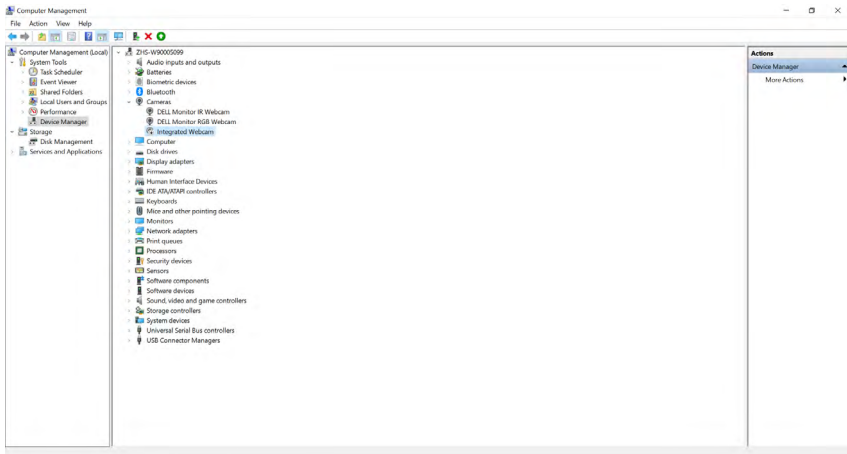 Computer Management
File Action View Help
Computer Management (Local)
System Tools
Task Scheduler
Event Viewer
Shared Folders
Local Users and Groups
Performance
Device Manager
Storage
Disk Management
Services and Applications
ZHS-W90005099
Audio inputs and outputs
Batteries
Biometric devices
Bluetooth
Cameras
DELL Monitor IR Webcam
DELL Monitor RGB Webcam
Integrated Webcam
Computer
Disk drives
Display adapters
Firmware
Human Interface Devices
IDE ATA/ATAPI controllers
Keyboards
Mice and other pointing devices
Monitors
Network adapters
Print queues
Processors
Security devices
Sensors
Software components
Software devices
Sound, video and game controllers
Storage controllers
System devices
Universal Serial Bus controllers
USB Connector Managers
Actions
Device Manager
More Actions